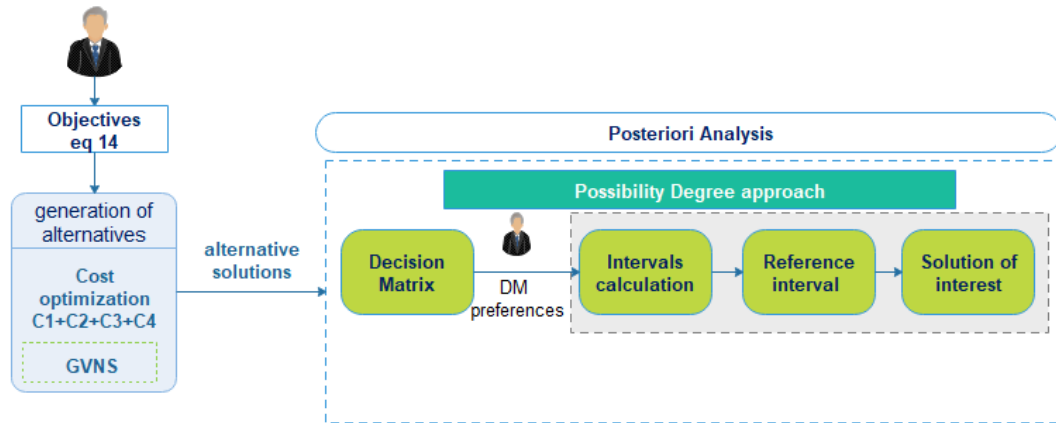 Objectives
eq 14
generation of
alternatives
Cost
optimization
C1+C2+C3+C4
GVNS
alternative
solutions
Posteriori Analysis
Possibility Degree approach
Decision
Matrix
DM
preferences
Intervals
calculation
Reference
interval
Solution of
interest